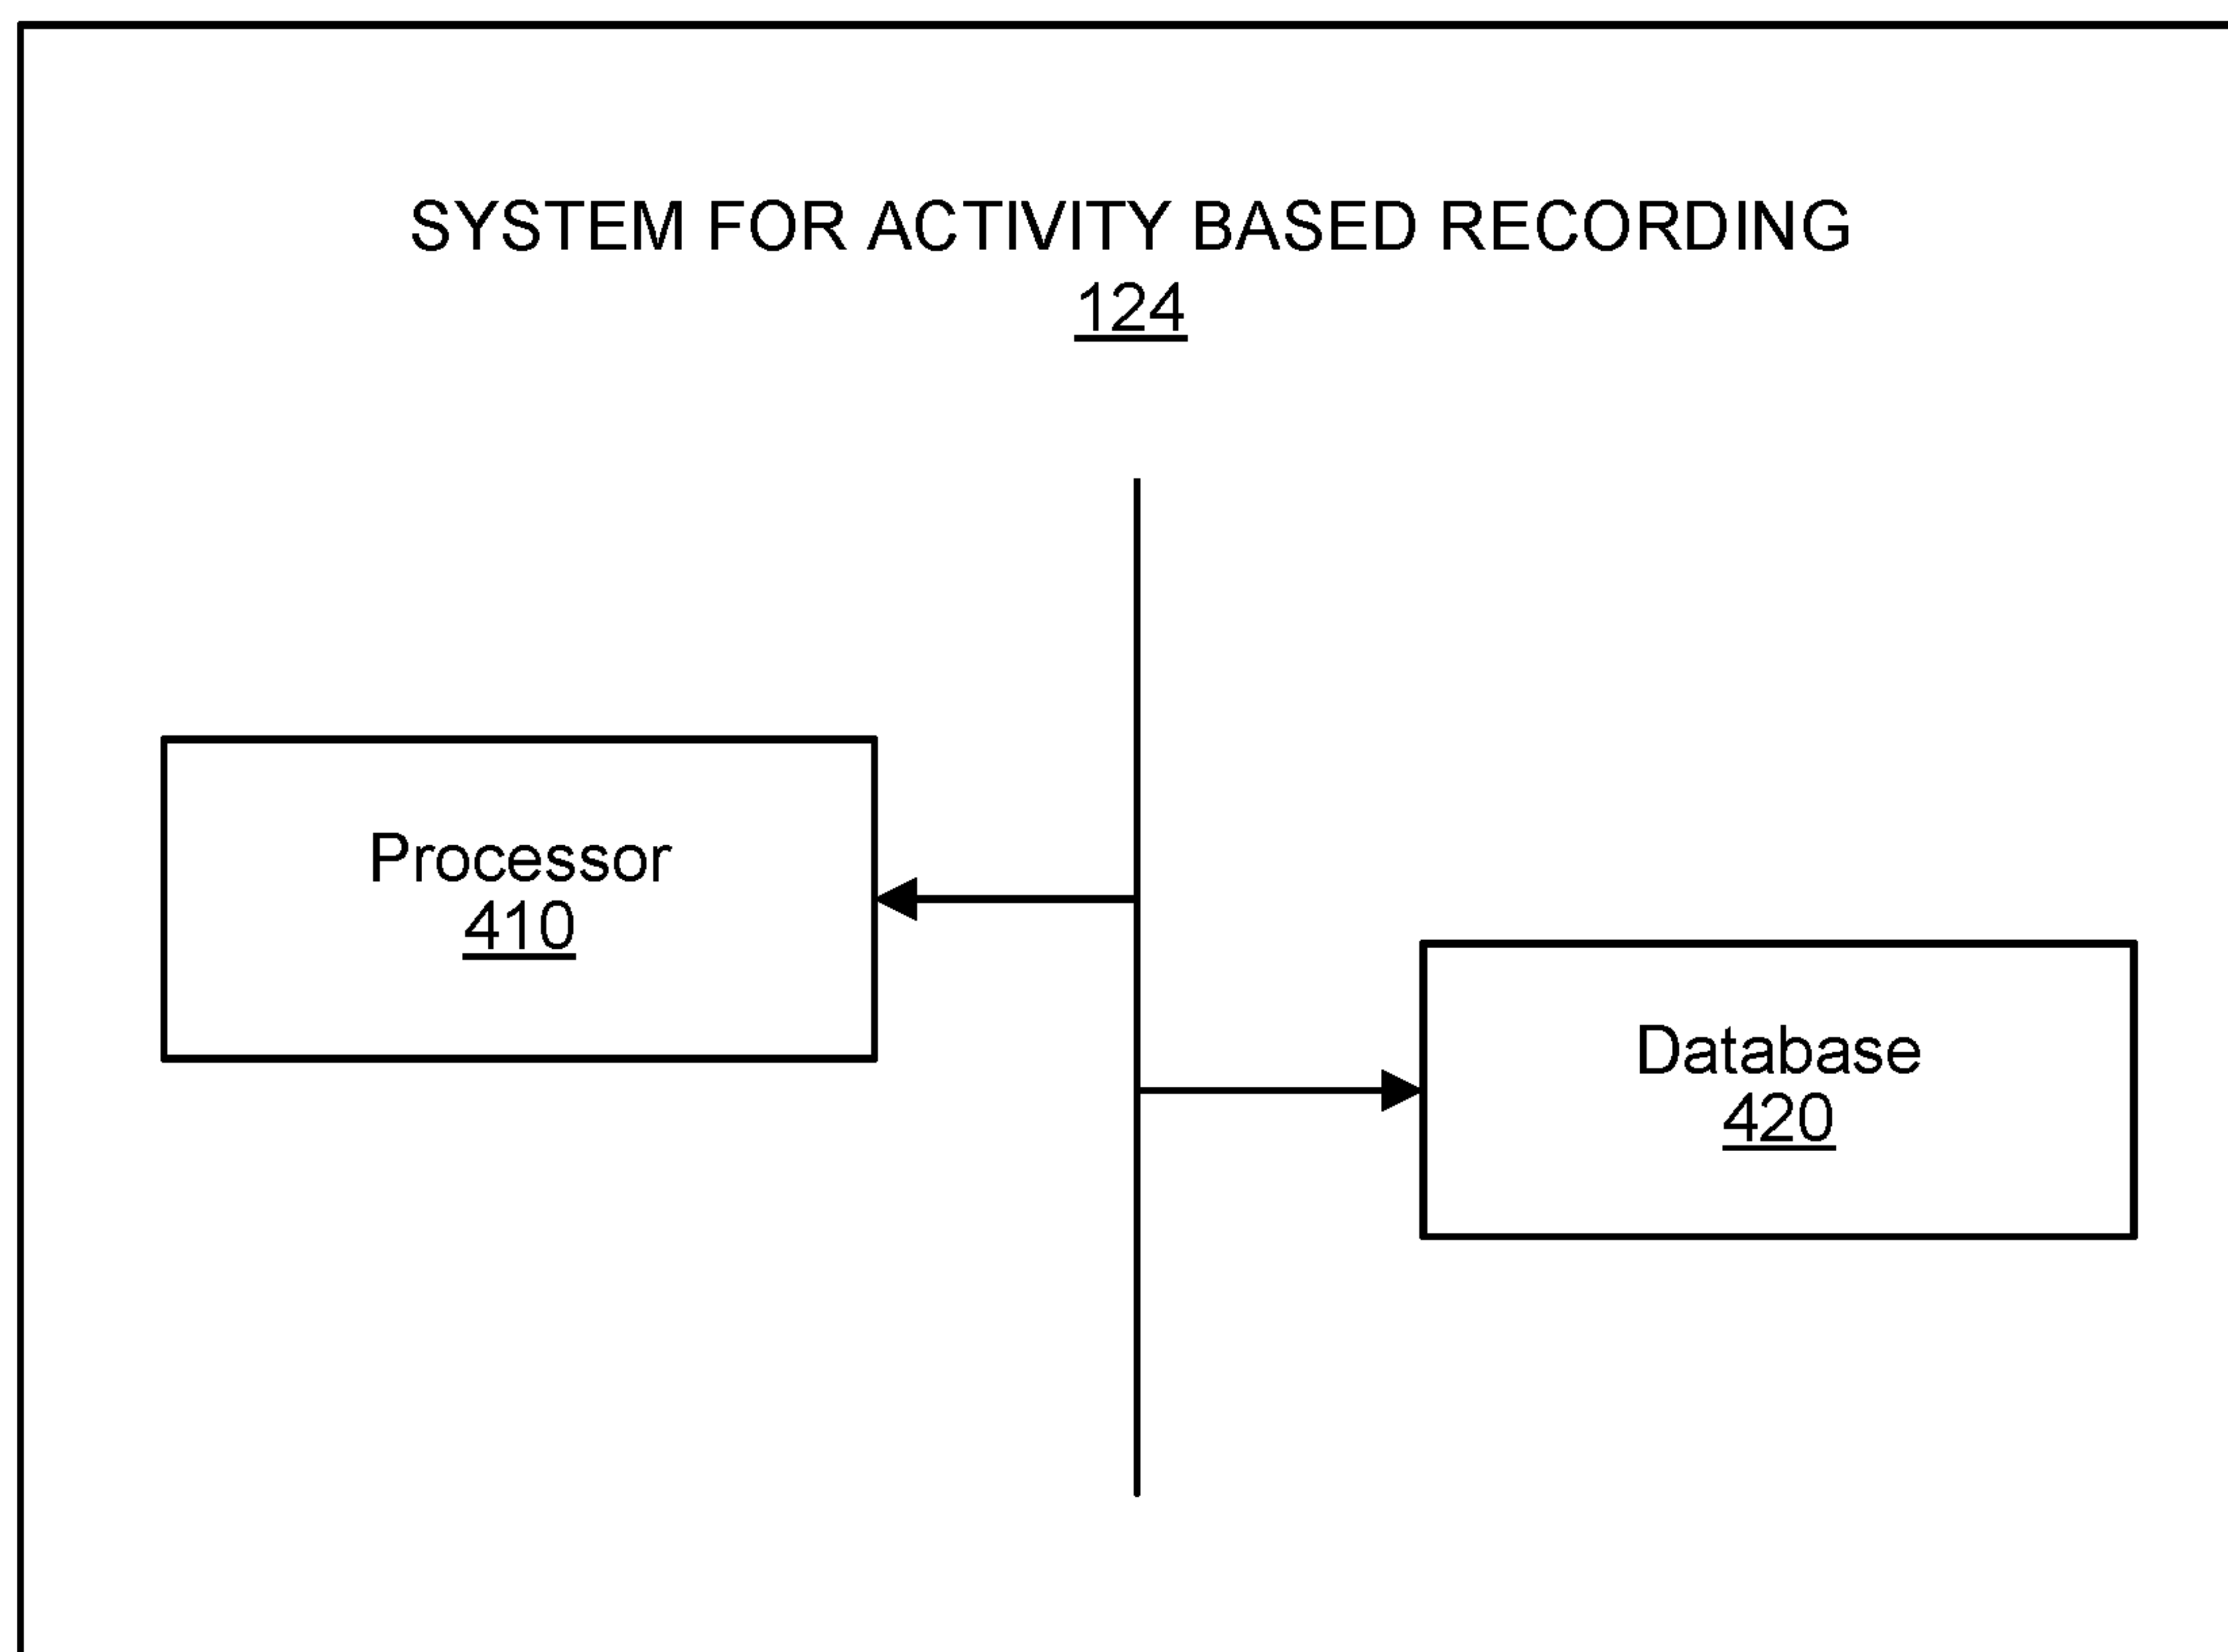 SYSTEM FOR ACTIVITY BASED RECORDING
124
Processor
410
Database
420